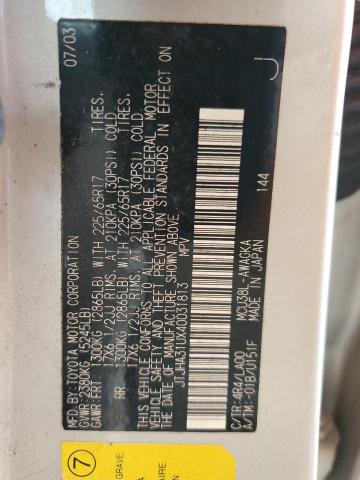 MFD. BY: TOYOTA MOTOR CORPORATION 07/03
GVWR: 2380KG (5245LB)
GAWR: FRT 1300KG (2865LB) WITH 225/65R17 TIRES,
17X6 1/2JJ RIMS, AT 210KPA (30PSI) COLD
RR 1300KG (2865LB) WITH 225/65R17 TIRES,
17X6 1/2JJ RIMS, AT 210KPA (30PSI) COLD
THIS VEHICLE CONFORMS TO ALL APPLICABLE FEDERAL MOTOR
VEHICLE SAFETY AND THEFT PREVENTION STANDARDS IN EFFECT ON
THE DATE OF MANUFACTURE SHOWN ABOVE.
JTJHA31UX40031813 MPV
J
C/TR: 4R4/LA00 MCU38L-AWAGKA
A/TM: -01B/U151F MADE IN JAPAN 144
7
GRAVE